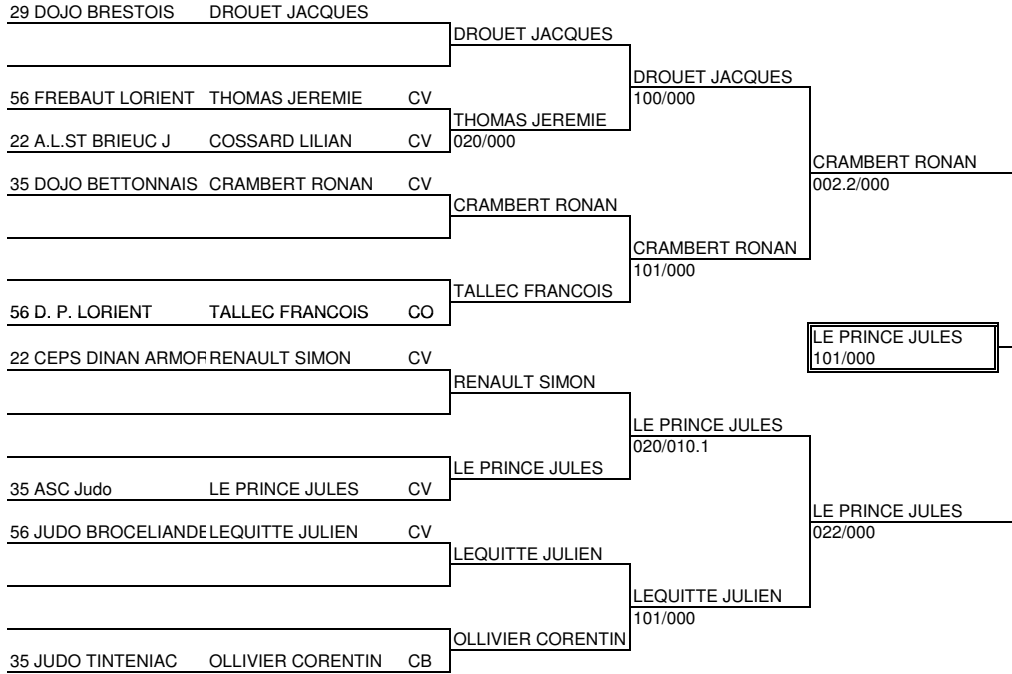 29 DOJO BRESTOIS DROUET JACQUES
DROUET JACQUES
DROUET JACQUES
100/000
56 FREBAUT LORIENT THOMAS JEREMIE CV
THOMAS JEREMIE
020/000
22 A.L.ST BRIEUC J COSSARD LILIAN CV
CRAMBERT RONAN
002.2/000
35 DOJO BETTONNAIS CRAMBERT RONAN CV
CRAMBERT RONAN
CRAMBERT RONAN
101/000
TALLEC FRANCOIS
56 D. P. LORIENT TALLEC FRANCOIS CO
LE PRINCE JULES
101/000
22 CEPS DINAN ARMOR RENAULT SIMON CV
RENAULT SIMON
LE PRINCE JULES
020/010.1
LE PRINCE JULES
35 ASC Judo LE PRINCE JULES CV
LE PRINCE JULES
022/000
56 JUDO BROCELIANDE LEQUITTE JULIEN CV
LEQUITTE JULIEN
LEQUITTE JULIEN
101/000
OLLIVIER CORENTIN
35 JUDO TINTENIAC OLLIVIER CORENTIN CB